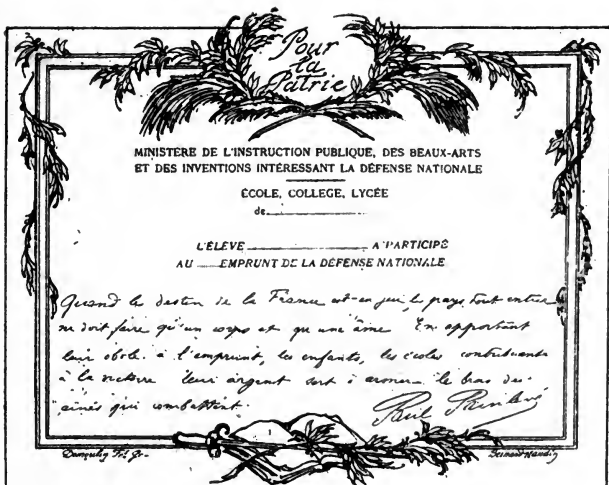 Pour
la
Patrie
MINISTÈRE DE L'INSTRUCTION PUBLIQUE, DES BEAUX-ARTS
ET DES INVENTIONS INTÉRESSANT LA DÉFENSE NATIONALE
ÉCOLE, COLLEGE, LYCÉE
de
L'ÉLÈVE A PARTICIPÉ
AU EMPRUNT DE LA DÉFENSE NATIONALE
Quand le destin de la France est en jeu, le pays tout entier
ne doit faire qu'un corps et qu'une âme En apportant
leur obole à l'emprunt, les enfants, les écoles contribuent
à la victoire leur argent sert à armer le bras des
aînés qui combattent.
Paul Painlevé